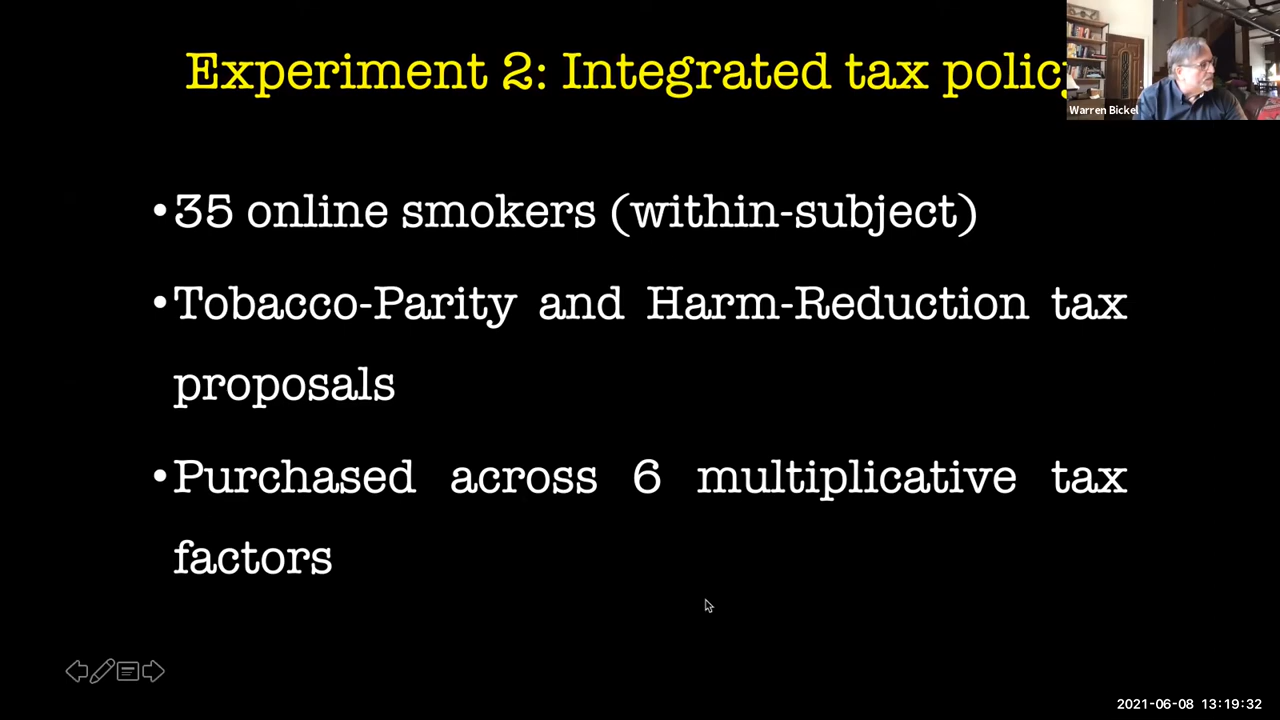 Experiment 2: Integrated tax policy
Warren Bickel
•35 online smokers (within-subject)
•Tobacco-Parity and Harm-Reduction tax
proposals
•Purchased across 6 multiplicative tax
factors
2021-06-08 13:19:32